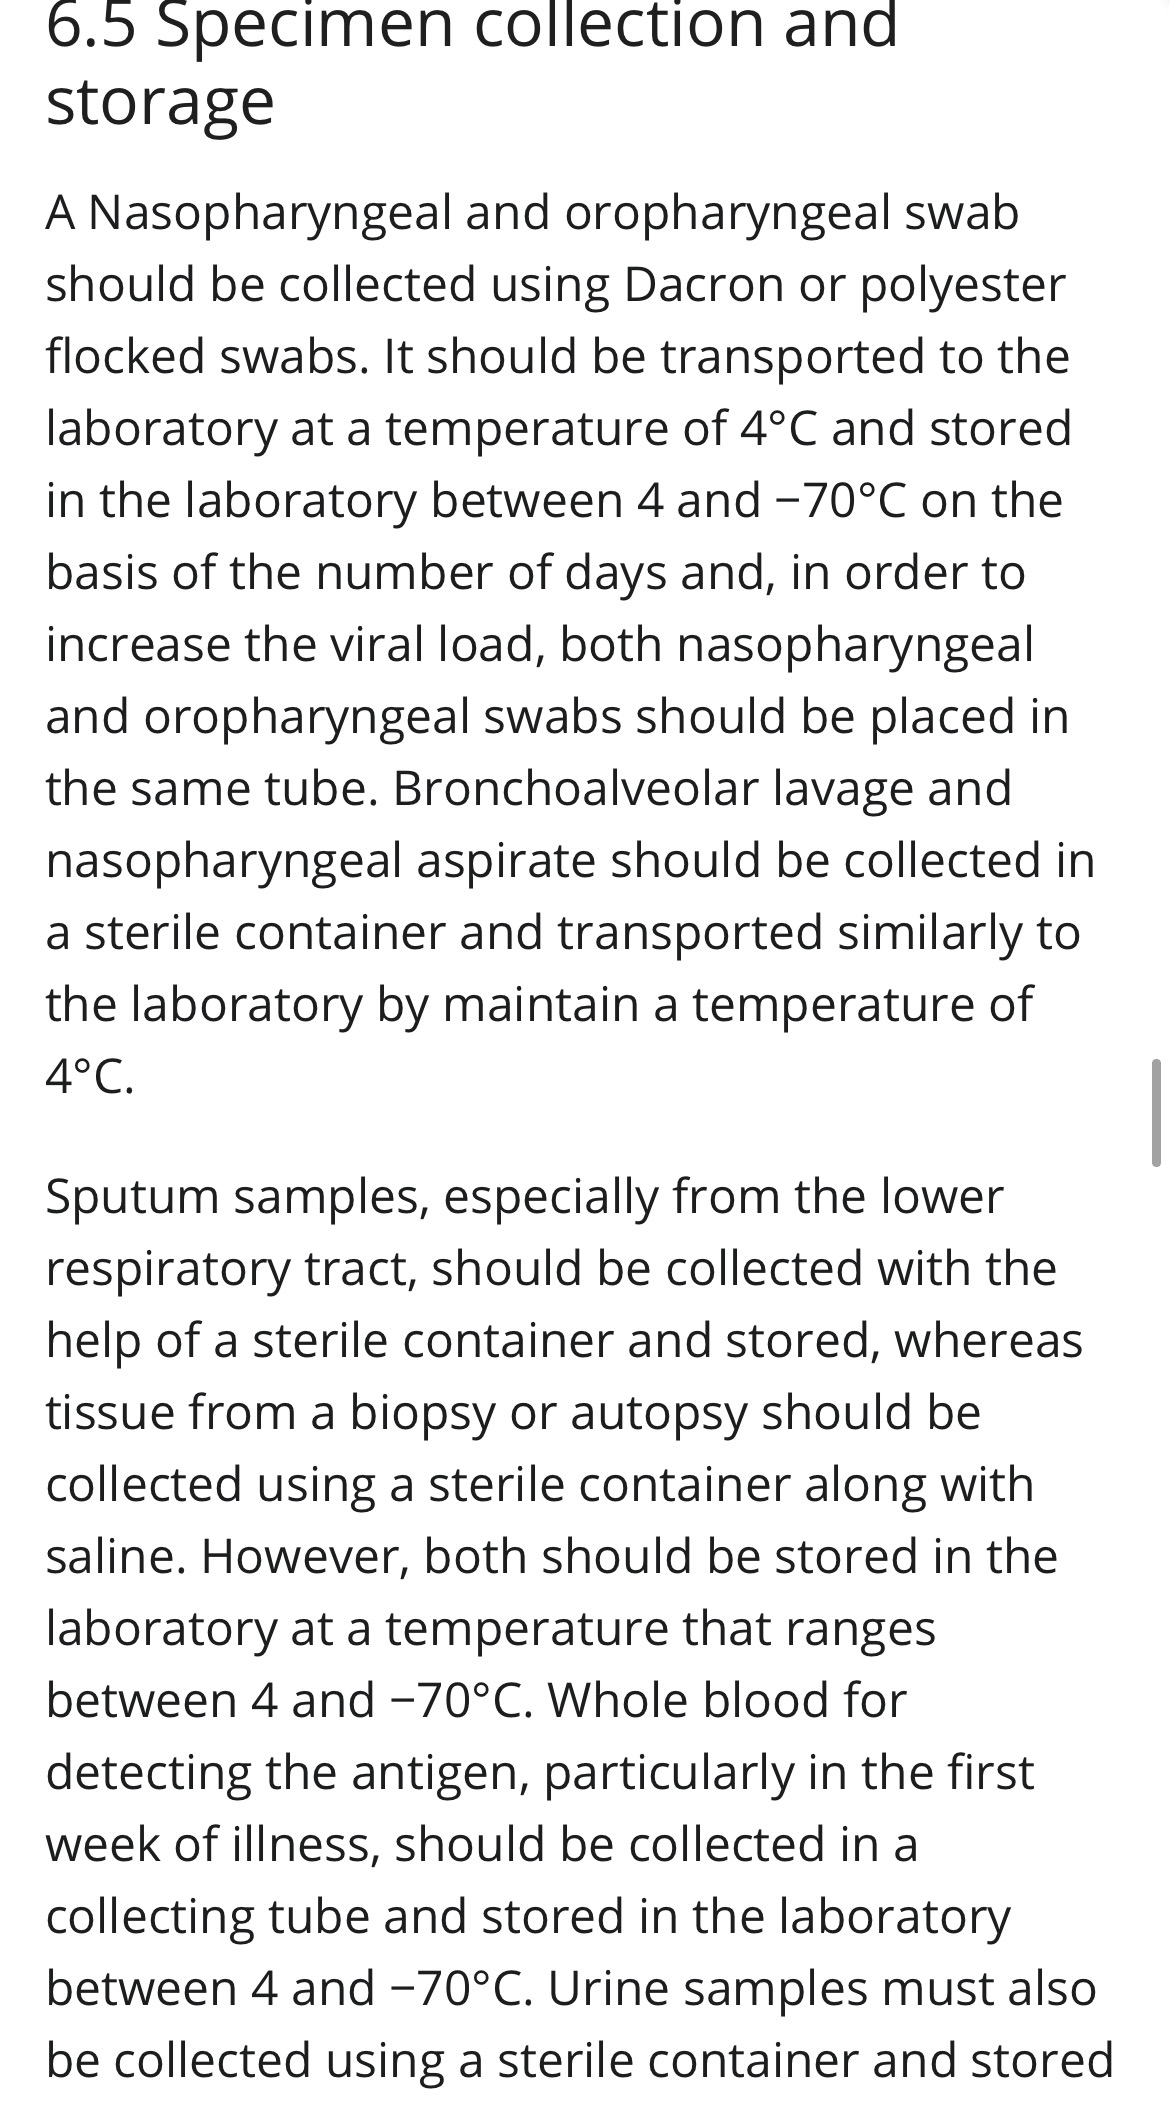 6.5 Specimen collection and
storage
A Nasopharyngeal and oropharyngeal swab
should be collected using Dacron or polyester
flocked swabs. It should be transported to the
laboratory at a temperature of 4°C and stored
in the laboratory between 4 and −70°C on the
basis of the number of days and, in order to
increase the viral load, both nasopharyngeal
and oropharyngeal swabs should be placed in
the same tube. Bronchoalveolar lavage and
nasopharyngeal aspirate should be collected in
a sterile container and transported similarly to
the laboratory by maintain a temperature of
4°C.
Sputum samples, especially from the lower
respiratory tract, should be collected with the
help of a sterile container and stored, whereas
tissue from a biopsy or autopsy should be
collected using a sterile container along with
saline. However, both should be stored in the
laboratory at a temperature that ranges
between 4 and −70°C. Whole blood for
detecting the antigen, particularly in the first
week of illness, should be collected in a
collecting tube and stored in the laboratory
between 4 and −70°C. Urine samples must also
be collected using a sterile container and stored